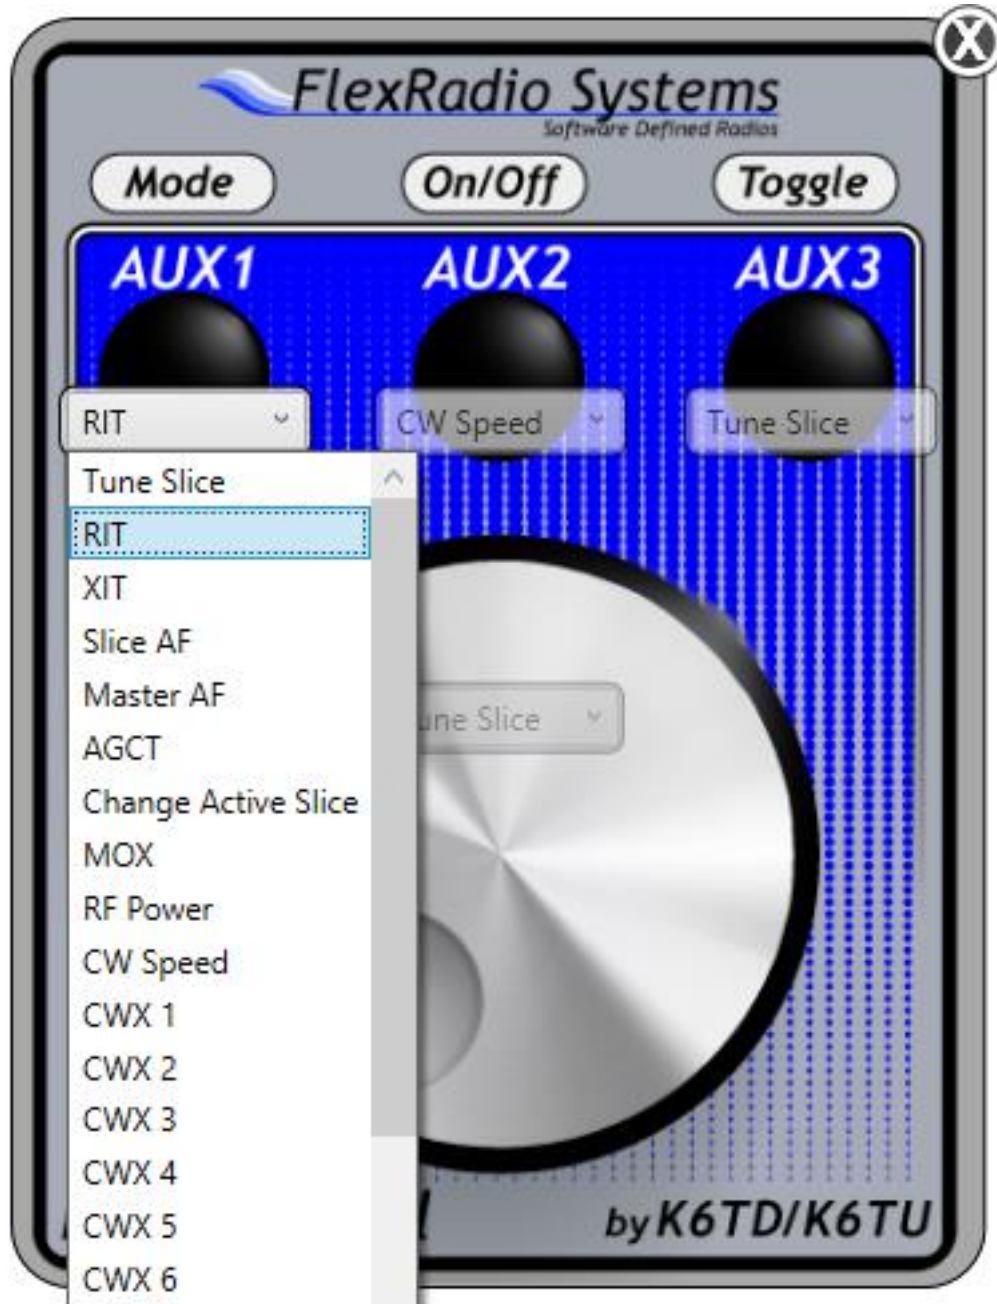 X
FlexRadio Systems
Software Defined Radios
Mode On/Off Toggle
AUX1 AUX2 AUX3
RIT CW Speed Tune Slice
Tune Slice
RIT
XIT
Slice AF
Master AF
Slice
AGCT
Change Active Slice
MOX
RF Power
CW Speed
CWX 1
CWX 2
CWX 3
CWX 4
CWX 5
by K6TD/K6TU
CWX 6